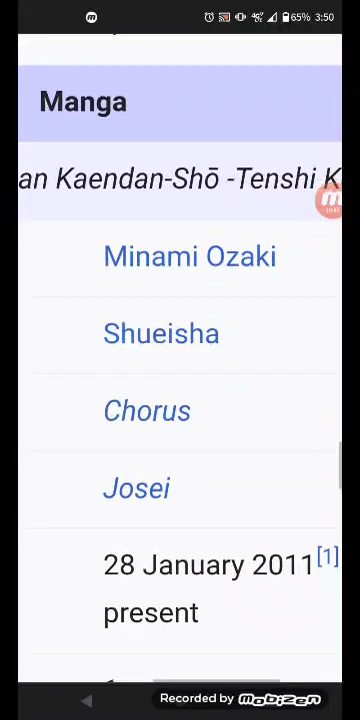 65% 3:50
Manga
an Kaendan-Shō -Tenshi K
Minami Ozaki
Shueisha
Chorus
Josei
28 January 2011[1]
present
Recorded by mobizen